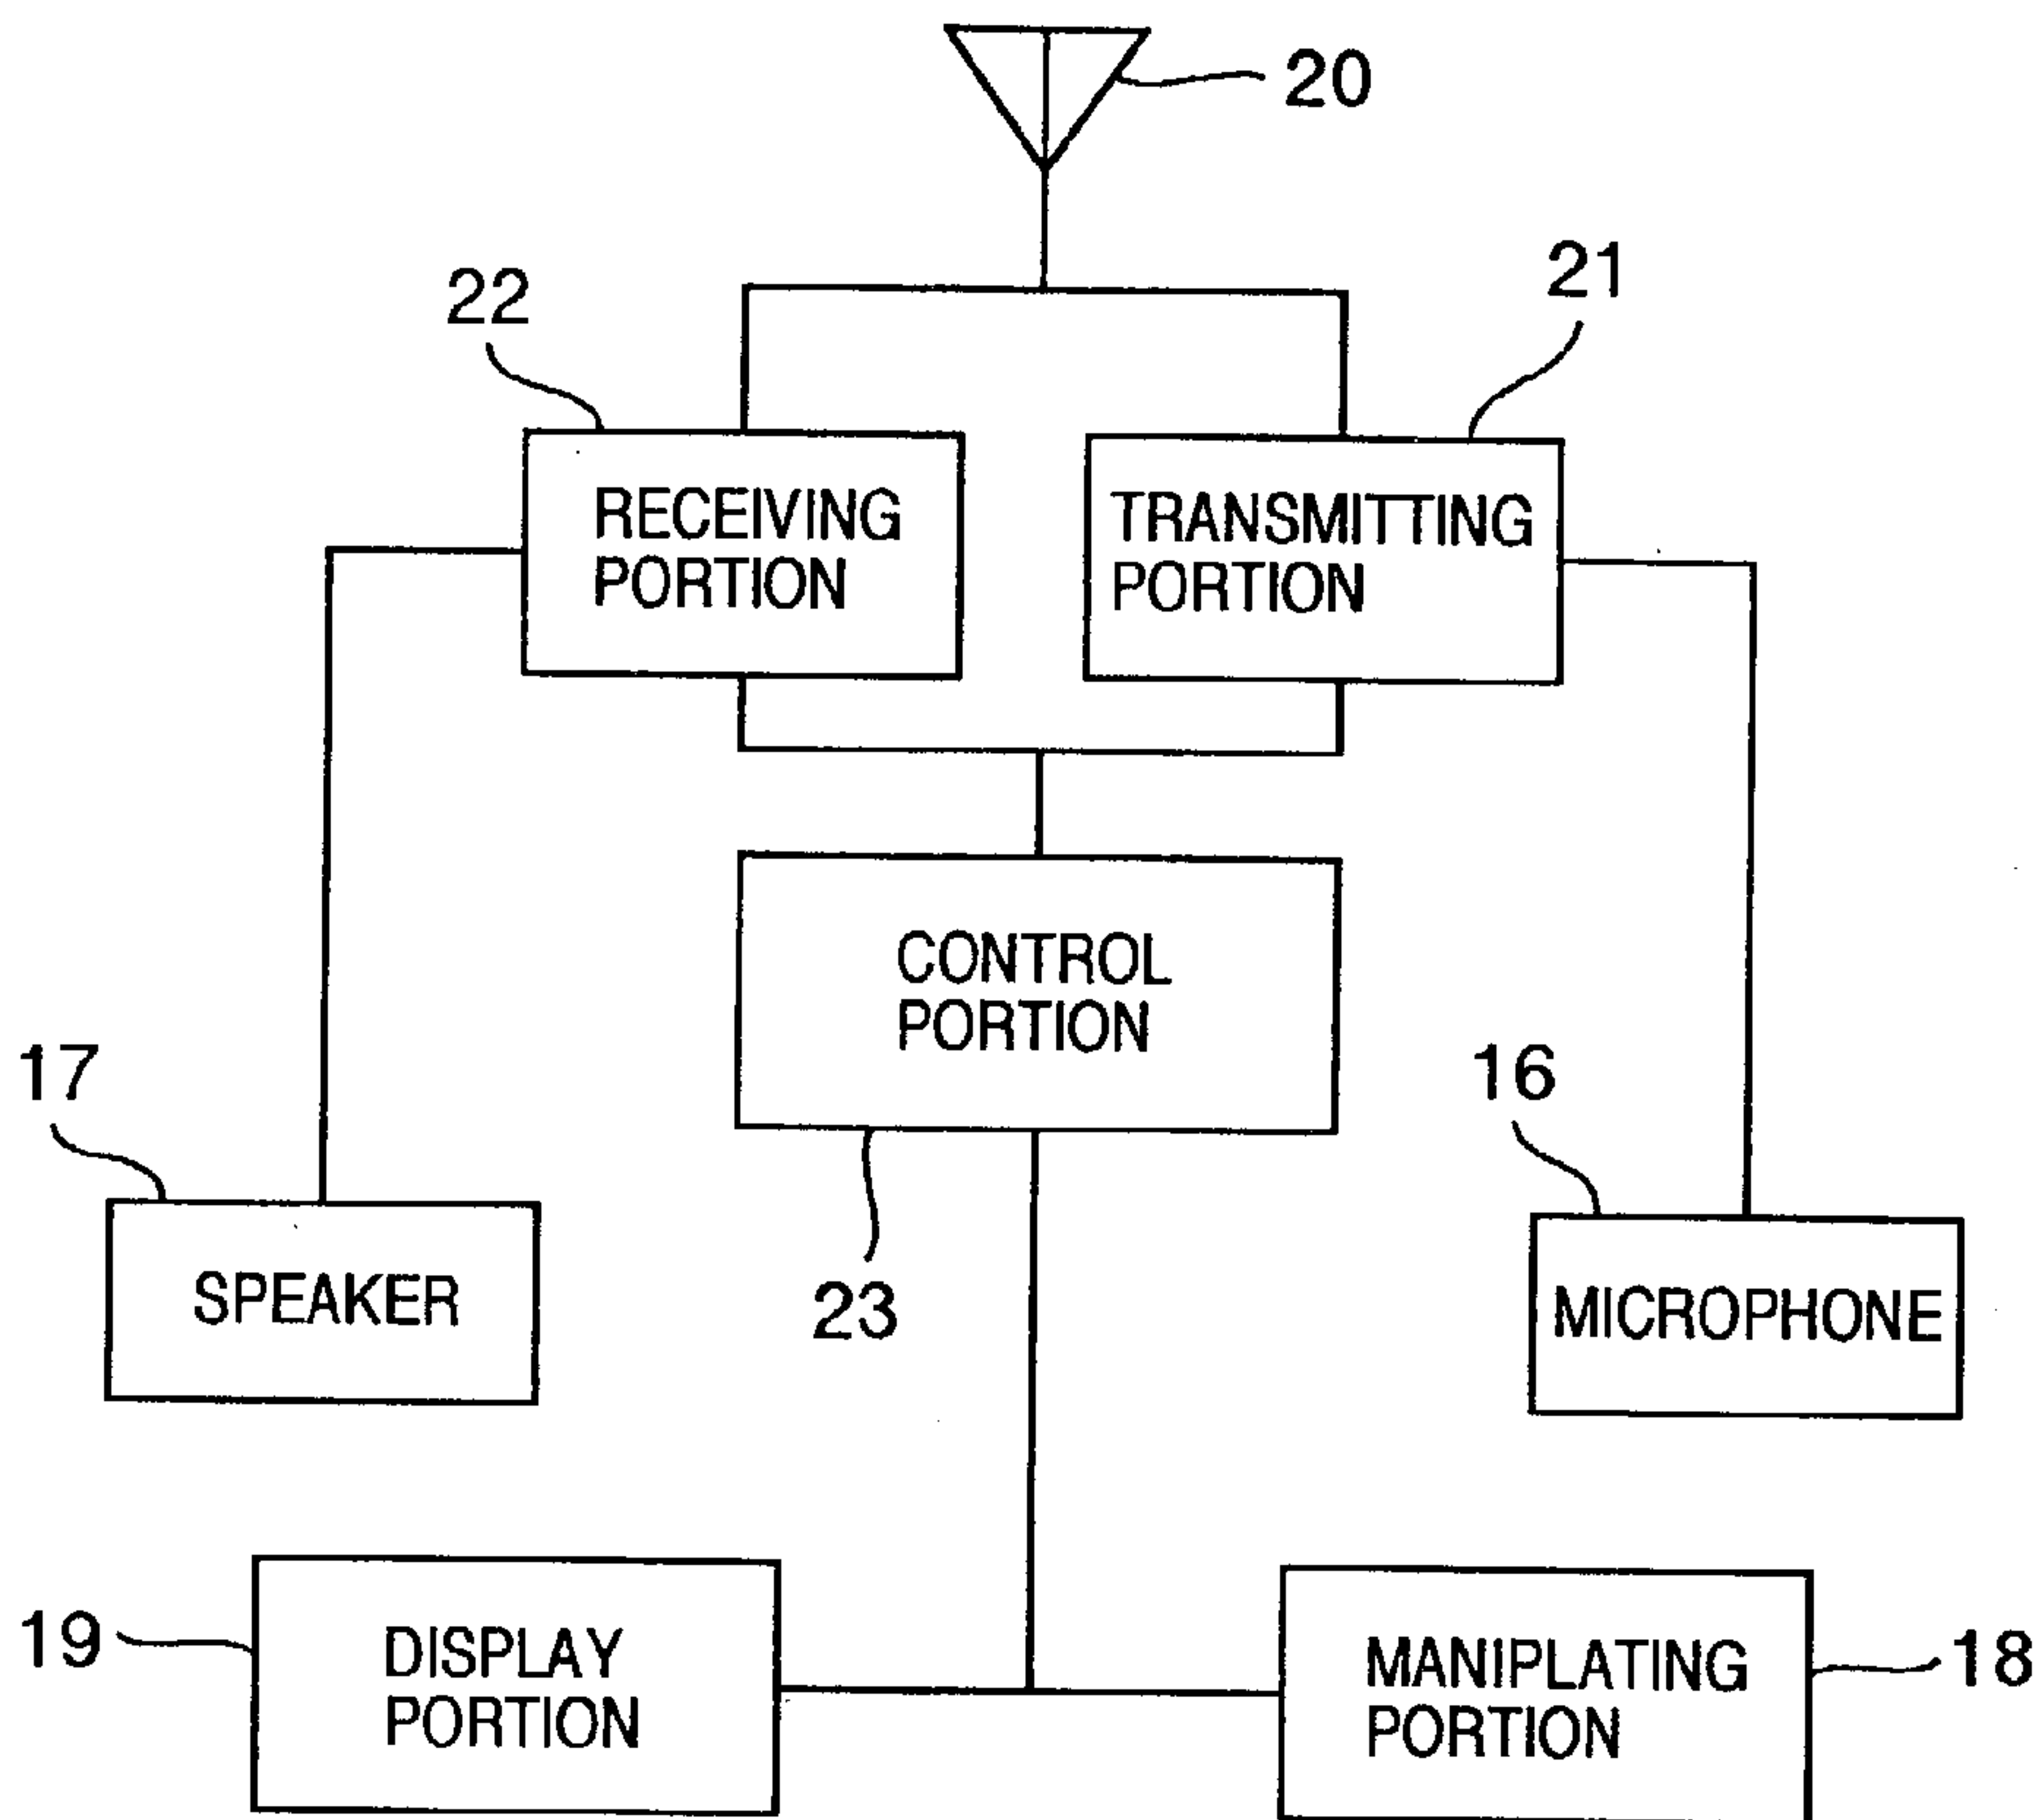 20
21
22
RECEIVING
PORTION
TRANSMITTING
PORTION
CONTROL
PORTION
17
16
SPEAKER
23
MICROPHONE
19
DISPLAY
PORTION
MANIPLATING
PORTION
18